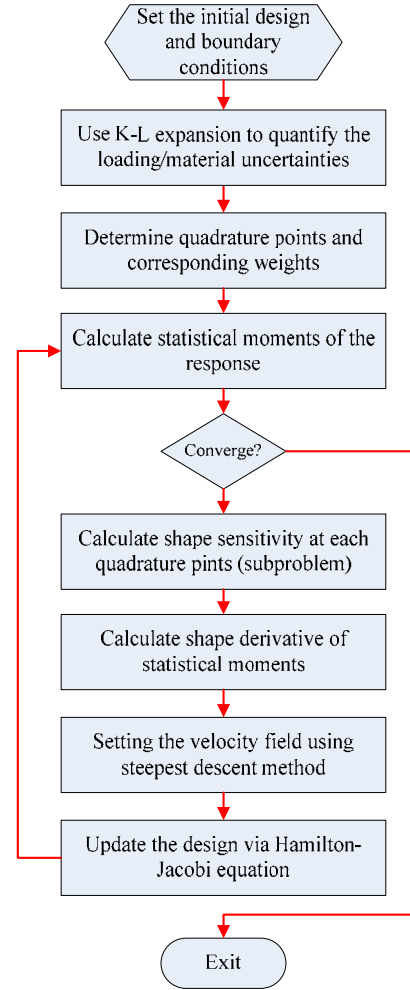 Set the initial design
and boundary
conditions
Use K-L expansion to quantify the
loading/material uncertainties
Determine quadrature points and
corresponding weights
Calculate statistical moments of the
response
Converge?
Calculate shape sensitivity at each
quadrature pints (subproblem)
Calculate shape derivative of
statistical moments
Setting the velocity field using
steepest descent method
Update the design via Hamilton-
Jacobi equation
Exit